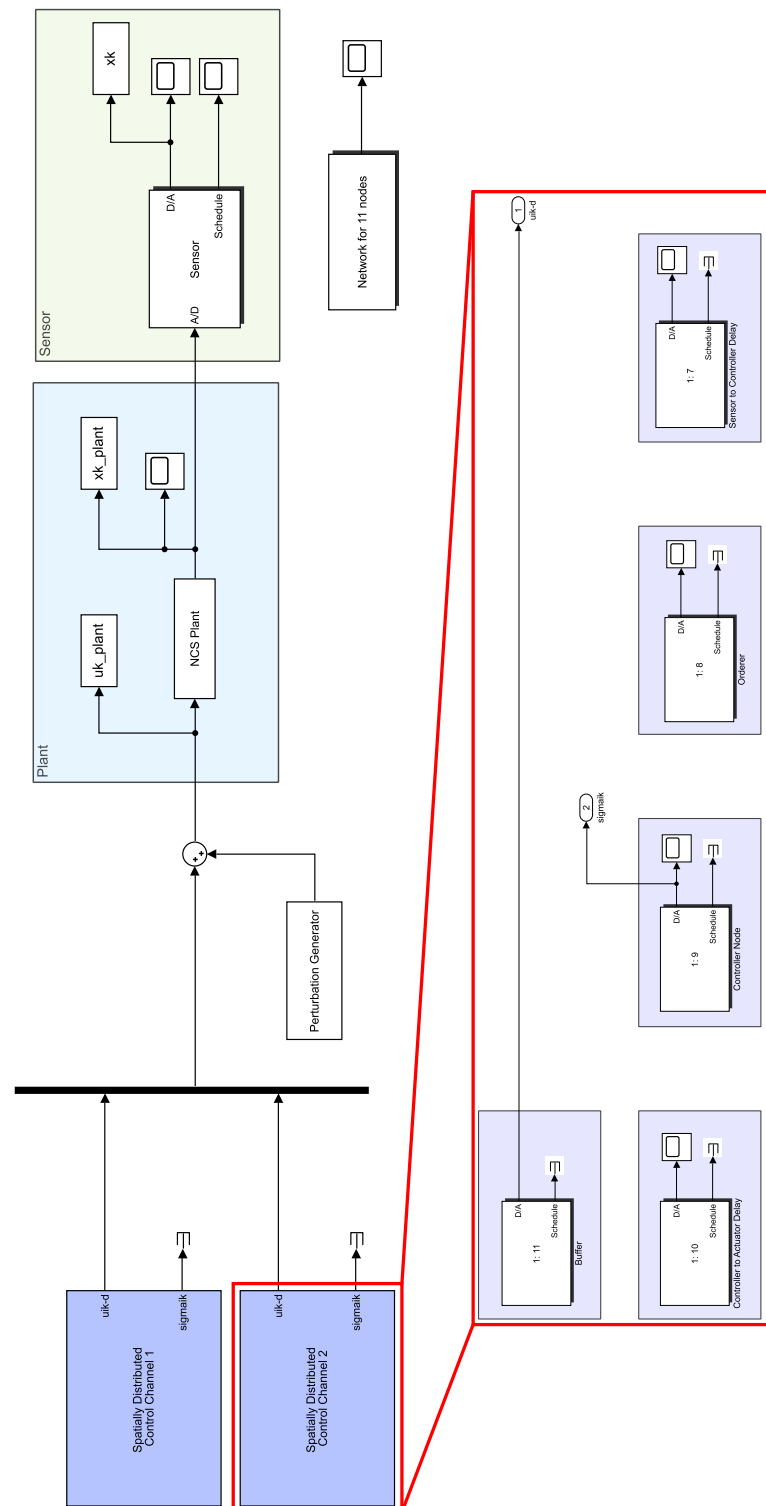 Spatially Distributed
Control Channel 1
uik-d
sigmaik
Spatially Distributed
Control Channel 2
uik-d
sigmaik
Perturbation Generator
+
+
Plant
uk_plant
NCS Plant
xk_plant
Sensor
A/D
Sensor
D/A
Schedule
xk
Network for 11 nodes
1: 11
D/A
Schedule
Buffer
1
uik-d
1: 10
D/A
Schedule
Controller to Actuator Delay
1: 9
D/A
Schedule
Controller Node
2
sigmaik
1: 8
D/A
Schedule
Orderer
1: 7
D/A
Schedule
Sensor to Controller Delay